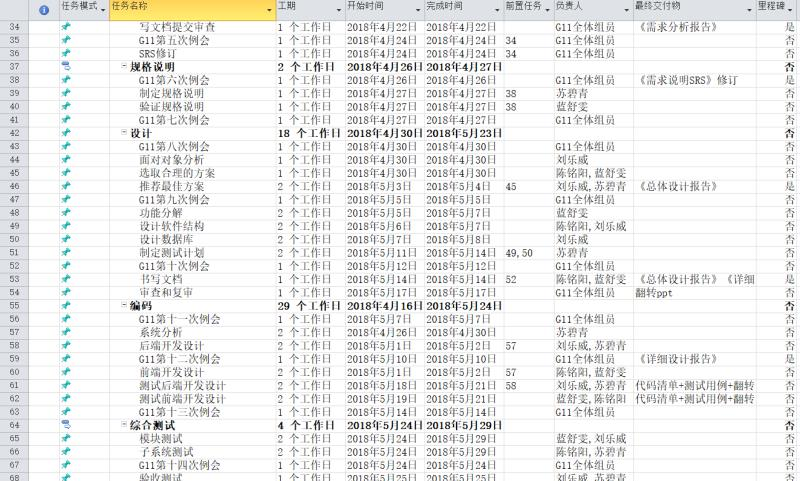 任务模式 任务名称 工期 开始时间 完成时间 前置任务 负责人 最终交付物 里程碑
34 写文档提交审查 1 个工作日 2018年4月22日 2018年4月22日 G11全体组员 《需求分析报告》 是
35 G11第五次例会 1 个工作日 2018年4月24日 2018年4月24日 34 G11全体组员 否
36 SRS修订 1 个工作日 2018年4月24日 2018年4月24日 34 G11全体组员 否
37 规格说明 2 个工作日 2018年4月26日 2018年4月27日 否
38 G11第六次例会 1 个工作日 2018年4月26日 2018年4月26日 G11全体组员 《需求说明SRS》修订 是
39 制定规格说明 1 个工作日 2018年4月27日 2018年4月27日 38 苏碧青 否
40 验证规格说明 1 个工作日 2018年4月27日 2018年4月27日 38 蓝舒雯 否
41 G11第七次例会 1 个工作日 2018年4月27日 2018年4月27日 G11全体组员 否
42 设计 18 个工作日 2018年4月30日 2018年5月23日 否
43 G11第八次例会 1 个工作日 2018年4月30日 2018年4月30日 G11全体组员 否
44 面对对象分析 1 个工作日 2018年4月30日 2018年4月30日 刘乐威 否
45 选取合理的方案 1 个工作日 2018年4月30日 2018年4月30日 陈铭阳,蓝舒雯 否
46 推荐最佳方案 2 个工作日 2018年5月3日 2018年5月4日 45 刘乐威,苏碧青 《总体设计报告》 是
47 G11第九次例会 1 个工作日 2018年5月5日 2018年5月5日 G11全体组员 否
48 功能分解 2 个工作日 2018年5月5日 2018年5月7日 蓝舒雯 否
49 设计软件结构 2 个工作日 2018年5月6日 2018年5月7日 陈铭阳,刘乐威 否
50 设计数据库 2 个工作日 2018年5月7日 2018年5月8日 刘乐威 否
51 制定测试计划 2 个工作日 2018年5月11日 2018年5月14日 49,50 苏碧青 否
52 G11第十次例会 1 个工作日 2018年5月12日 2018年5月12日 G11全体组员 否
53 书写文档 1 个工作日 2018年5月14日 2018年5月14日 52 陈铭阳,蓝舒雯 《总体设计报告》《详细 是
54 审查和复审 1 个工作日 2018年5月17日 2018年5月17日 G11全体组员 翻转ppt 否
55 编码 29 个工作日 2018年4月16日 2018年5月24日 否
56 G11第十一次例会 1 个工作日 2018年5月7日 2018年5月7日 G11全体组员 否
57 系统分析 2 个工作日 2018年4月26日 2018年4月30日 苏碧青 否
58 后端开发设计 2 个工作日 2018年5月1日 2018年5月2日 57 刘乐威,苏碧青 否
59 G11第十二次例会 1 个工作日 2018年5月10日 2018年5月10日 G11全体组员 《详细设计报告》 是
60 前端开发设计 2 个工作日 2018年5月1日 2018年5月2日 57 陈铭阳,蓝舒雯 否
61 测试后端开发设计 2 个工作日 2018年5月18日 2018年5月21日 58 刘乐威,苏碧青 代码清单+测试用例+翻转 否
62 测试前端开发设计 2 个工作日 2018年5月19日 2018年5月21日 蓝舒雯,陈铭阳 代码清单+测试用例+翻转 否
63 G11第十三次例会 1 个工作日 2018年5月14日 2018年5月14日 G11全体组员 否
64 综合测试 4 个工作日 2018年5月24日 2018年5月29日 否
65 模块测试 2 个工作日 2018年5月24日 2018年5月29日 蓝舒雯,刘乐威 否
66 子系统测试 2 个工作日 2018年5月24日 2018年5月29日 陈铭阳,苏碧青 否
67 G11第十四次例会 1 个工作日 2018年5月24日 2018年5月24日 G11全体组员 否
68 验收测试 1 个工作日 2018年5月25日 2018年5月25日 刘乐威,苏碧青 否